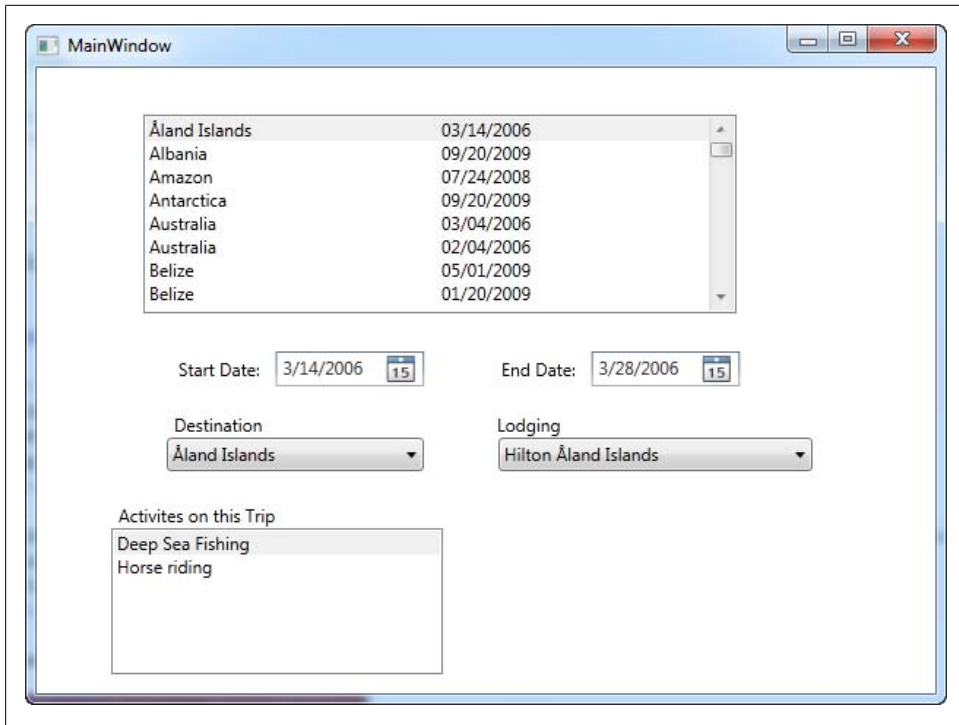 MainWindow
Åland Islands 03/14/2006
Albania 09/20/2009
Amazon 07/24/2008
Antarctica 09/20/2009
Australia 03/04/2006
Australia 02/04/2006
Belize 05/01/2009
Belize 01/20/2009
Start Date: 3/14/2006 15 End Date: 3/28/2006 15
Destination Lodging
Åland Islands Hilton Åland Islands
Activites on this Trip
Deep Sea Fishing
Horse riding